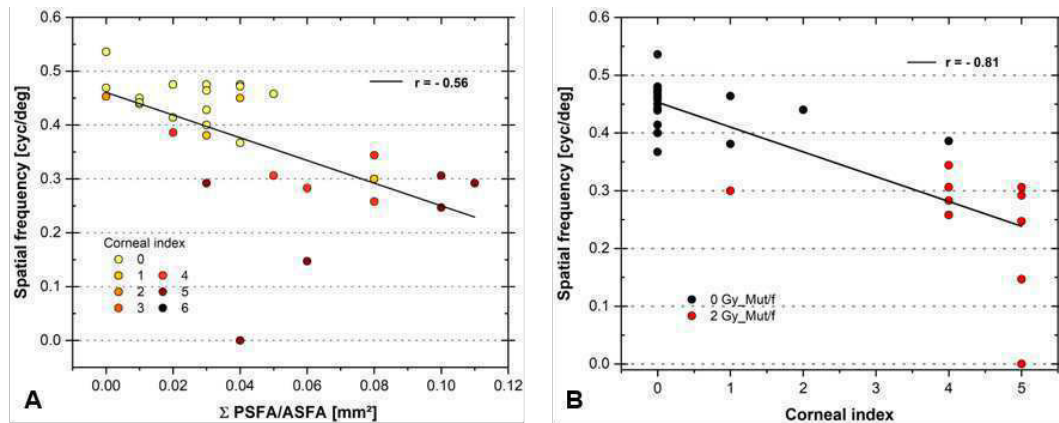 0.6
0.5
0.4
0.3
0.2
0.1
0.0
Spatial frequency [cyc/deg]
r = - 0.56
Corneal index
0
1 4
2 5
3 6
0.00 0.02 0.04 0.06 0.08 0.10 0.12
A
Σ PSFA/ASFA [mm²]
0.6
0.5
0.4
0.3
0.2
0.1
0.0
Spatial frequency [cyc/deg]
r = - 0.81
0 Gy_Mut/f
2 Gy_Mut/f
0 1 2 3 4 5
B
Corneal index